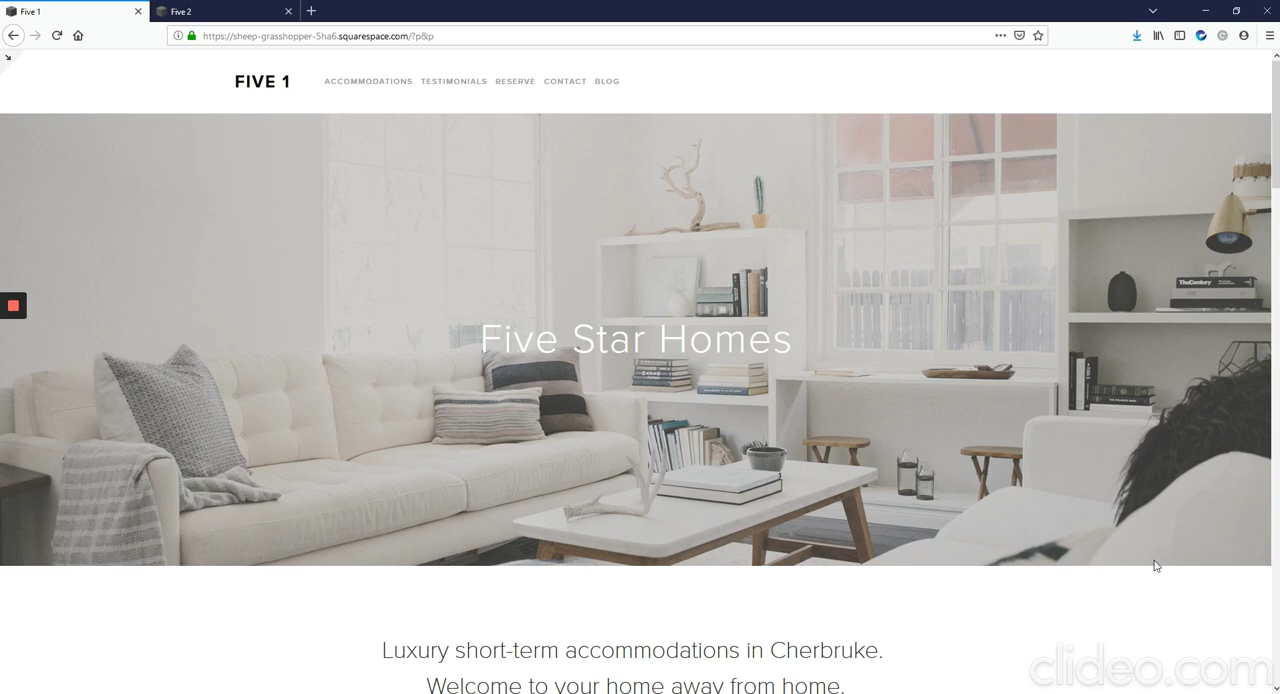 Five 1
Five 2
https://sheep-grasshopper-5ha6.squarespace.com/?p&p
FIVE 1
ACCOMMODATIONS TESTIMONIALS RESERVE CONTACT BLOG
TheCentury
Five Star Homes
Luxury short-term accommodations in Cherbruke.
Welcome to your home away from home.
clideo.com